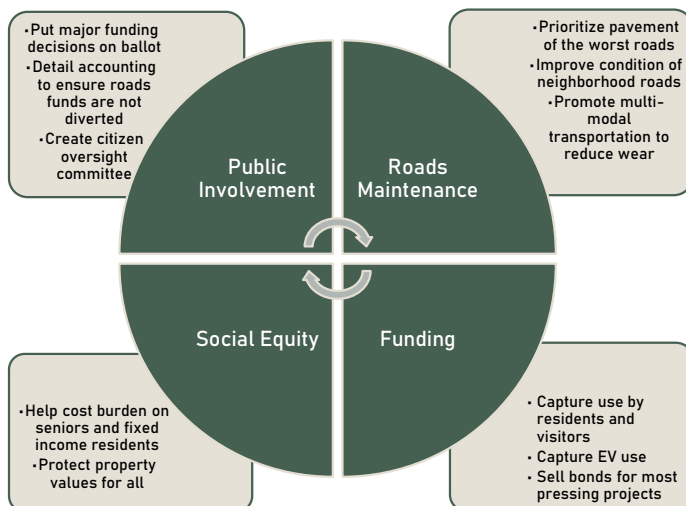 • Put major funding
decisions on ballot
• Detail accounting
to ensure roads
funds are not
diverted
• Create citizen
oversight
committee
• Prioritize pavement
of the worst roads
• Improve condition of
neighborhood roads
• Promote multi-
modal
transportation to
reduce wear
Public
Involvement
Roads
Maintenance
Social Equity
Funding
• Help cost burden on
seniors and fixed
income residents
• Protect property
values for all
• Capture use by
residents and
visitors
• Capture EV use
• Sell bonds for most
pressing projects